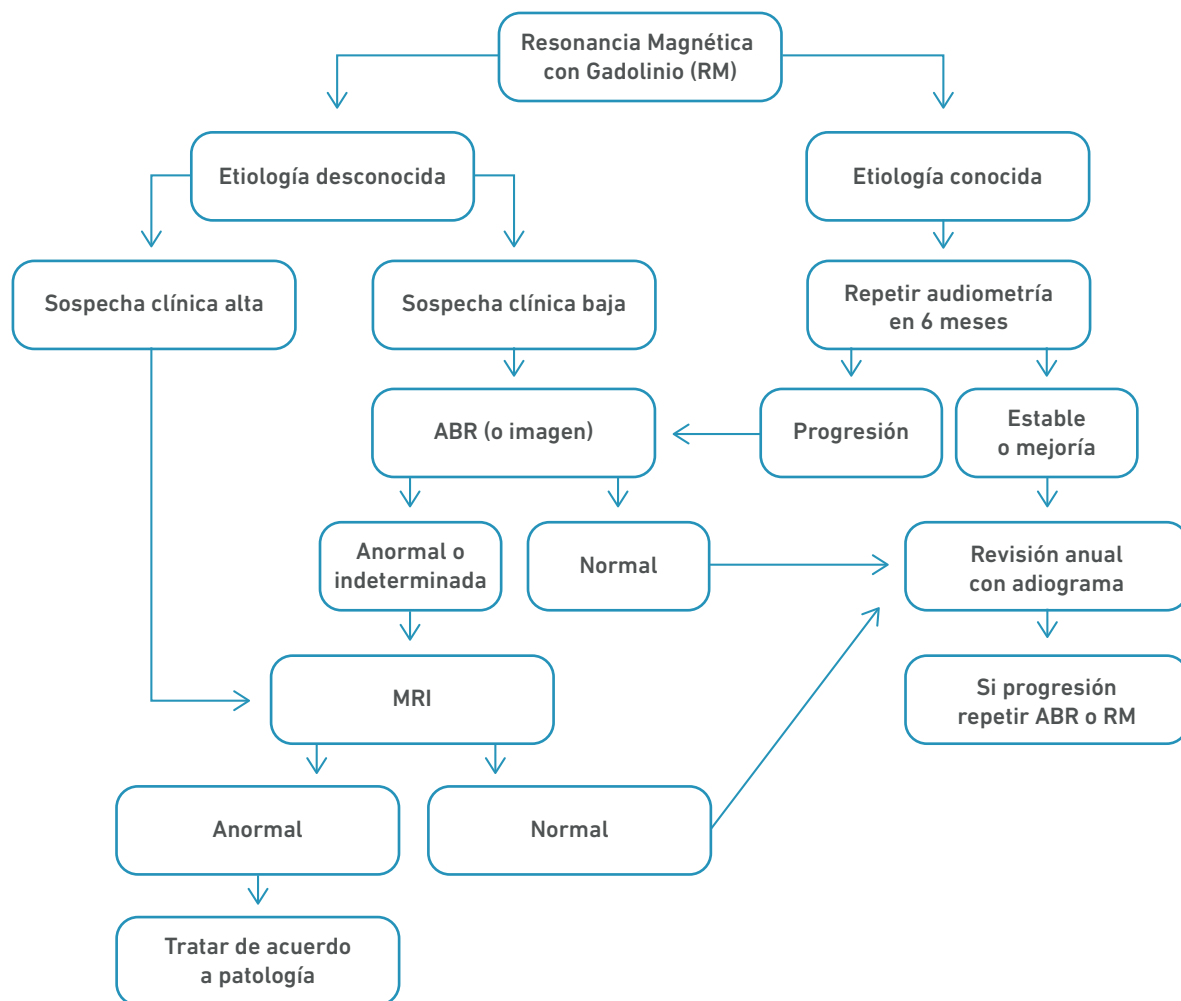 Resonancia Magnética
con Gadolinio (RM)
Etiología desconocida
Etiología conocida
Sospecha clínica alta
Sospecha clínica baja
Repetir audiometría
en 6 meses
ABR (o imagen)
Progresión
Estable
o mejoría
Anormal o
indeterminada
Normal
Revisión anual
con adiograma
MRI
Si progresión
repetir ABR o RM
Anormal
Normal
Tratar de acuerdo
a patología